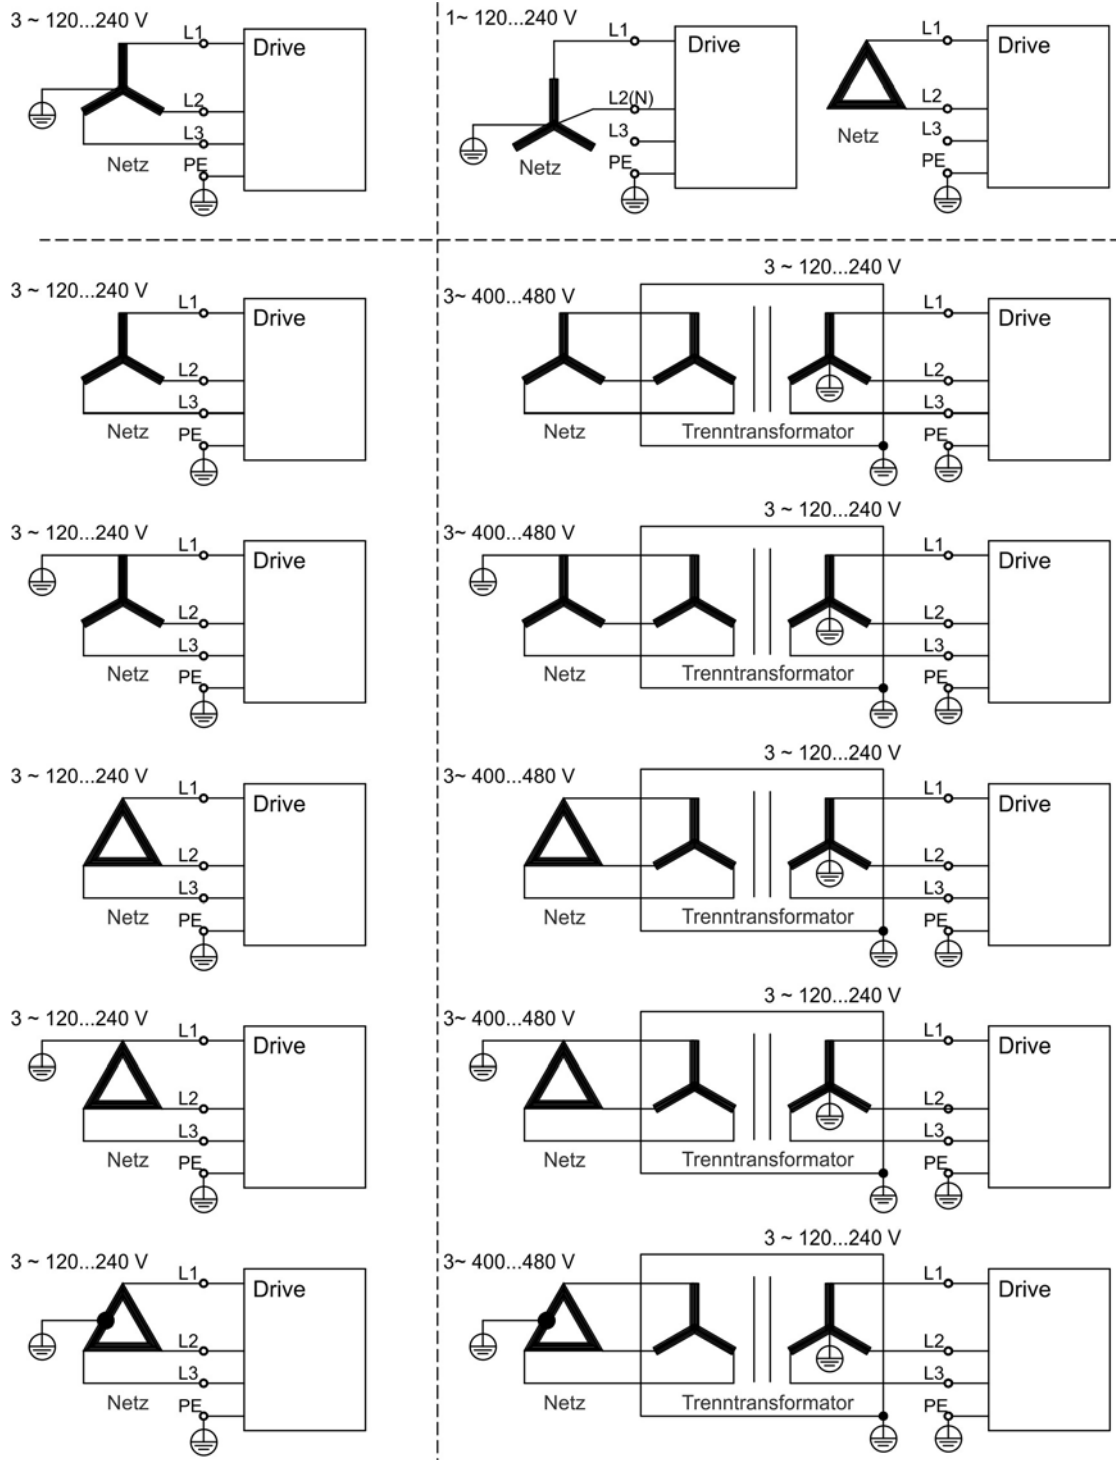 3 ~ 120...240 V
L1
Drive
L2
L3
Netz
PE
1~ 120...240 V
L1
Drive
L2(N)
L3
Netz
PE
L1
Drive
L2
L3
Netz
PE
3 ~ 120...240 V
L1
Drive
L2
L3
Netz
PE
3 ~ 120...240 V
3~ 400...480 V
L1
Drive
L2
L3
Netz
Trenntransformator
PE
3 ~ 120...240 V
L1
Drive
L2
L3
Netz
PE
3 ~ 120...240 V
3~ 400...480 V
L1
Drive
L2
L3
Netz
Trenntransformator
PE
3 ~ 120...240 V
L1
Drive
L2
L3
Netz
PE
3 ~ 120...240 V
3~ 400...480 V
L1
Drive
L2
L3
Netz
Trenntransformator
PE
3 ~ 120...240 V
L1
Drive
L2
L3
Netz
PE
3 ~ 120...240 V
3~ 400...480 V
L1
Drive
L2
L3
Netz
Trenntransformator
PE
3 ~ 120...240 V
L1
Drive
L2
L3
Netz
PE
3 ~ 120...240 V
3~ 400...480 V
L1
Drive
L2
L3
Netz
Trenntransformator
PE